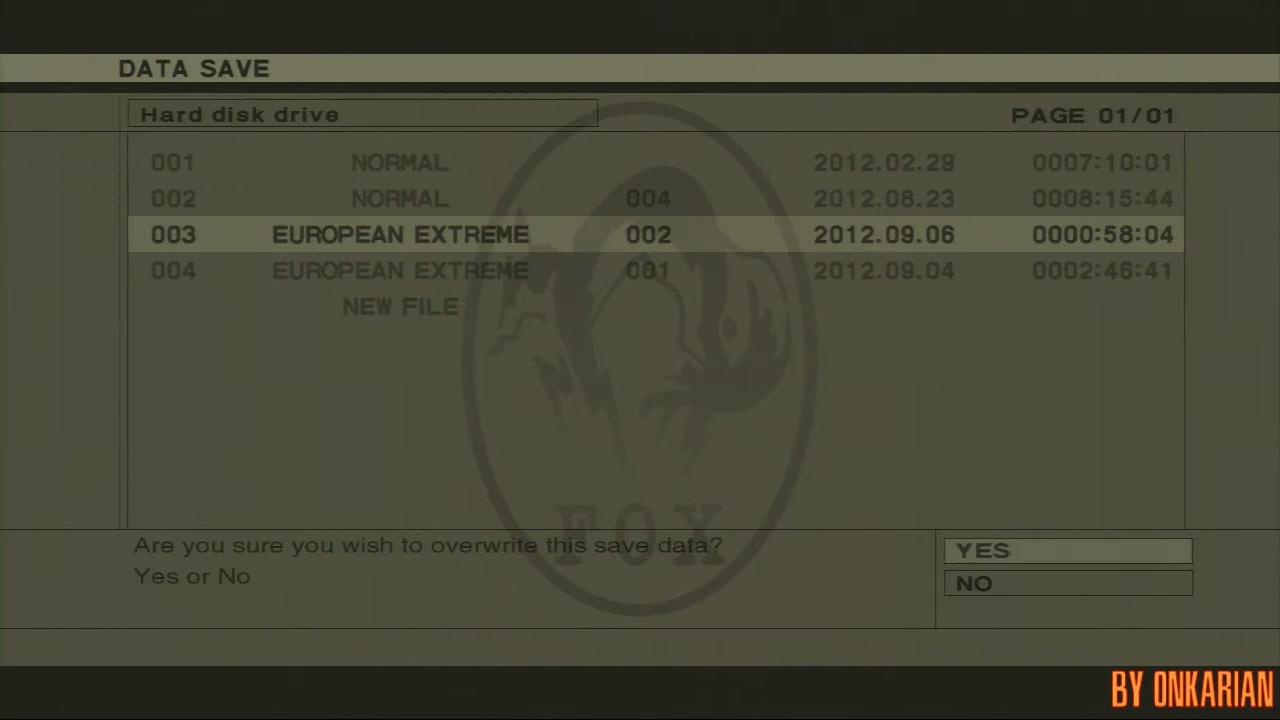 DATA SAVE
Hard disk drive PAGE 01/01
001 NORMAL 2012.02.29 0007:10:01
002 NORMAL 004 2012.08.23 0008:15:44
003 EUROPEAN EXTREME 002 2012.09.06 0000:58:04
004 EUROPEAN EXTREME 001 2012.09.04 0002:46:41
NEW FILE
FOX
Are you sure you wish to overwrite this save data?
Yes or No
YES
NO
BY ONKARIAN